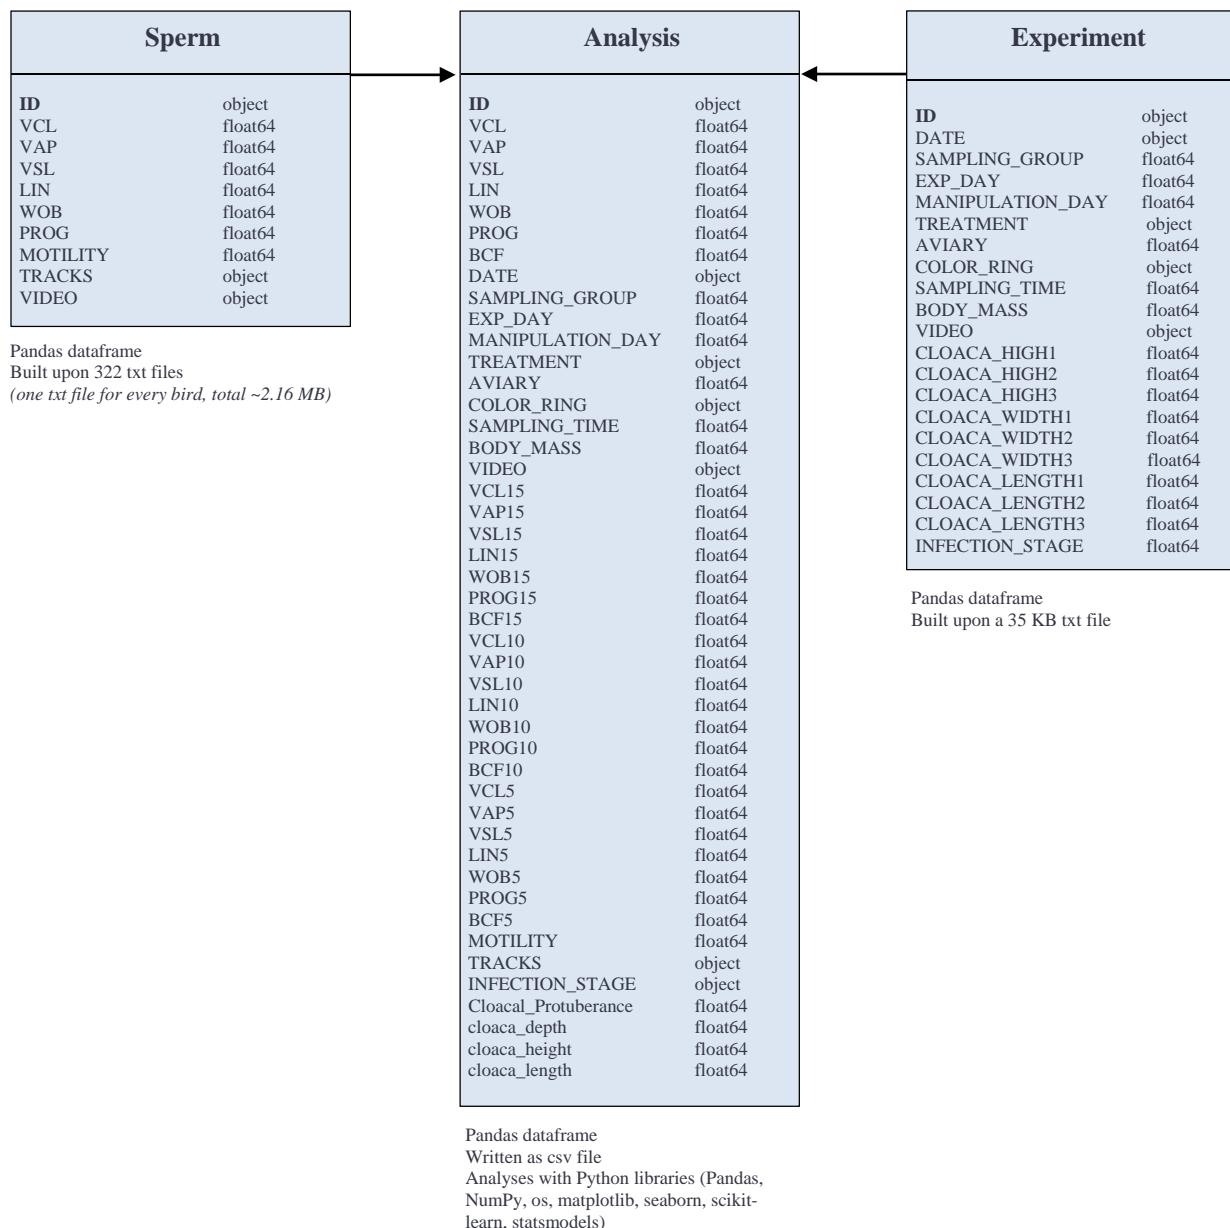 Sperm
ID object
VCL float64
VAP float64
VSL float64
LIN float64
WOB float64
PROG float64
MOTILITY float64
TRACKS object
VIDEO object
Pandas dataframe
Built upon 322 txt files
(one txt file for every bird, total ~2.16 MB)
Analysis
ID object
VCL float64
VAP float64
VSL float64
LIN float64
WOB float64
PROG float64
BCF float64
DATE object
SAMPLING_GROUP float64
EXP_DAY float64
MANIPULATION_DAY float64
TREATMENT object
AVIARY float64
COLOR_RING object
SAMPLING_TIME float64
BODY_MASS float64
VIDEO object
VCL15 float64
VAP15 float64
VSL15 float64
LIN15 float64
WOB15 float64
PROG15 float64
BCF15 float64
VCL10 float64
VAP10 float64
VSL10 float64
LIN10 float64
WOB10 float64
PROG10 float64
BCF10 float64
VCL5 float64
VAP5 float64
VSL5 float64
LIN5 float64
WOB5 float64
PROG5 float64
BCF5 float64
MOTILITY float64
TRACKS object
INFECTION_STAGE object
Cloacal_Protuberance float64
cloaca_depth float64
cloaca_height float64
cloaca_length float64
Pandas dataframe
Written as csv file
Analyses with Python libraries (Pandas,
NumPy, os, matplotlib, seaborn, scikit-
learn, statsmodels)
Experiment
ID object
DATE object
SAMPLING_GROUP float64
EXP_DAY float64
MANIPULATION_DAY float64
TREATMENT object
AVIARY float64
COLOR_RING object
SAMPLING_TIME float64
BODY_MASS float64
VIDEO object
CLOACA_HIGH1 float64
CLOACA_HIGH2 float64
CLOACA_HIGH3 float64
CLOACA_WIDTH1 float64
CLOACA_WIDTH2 float64
CLOACA_WIDTH3 float64
CLOACA_LENGTH1 float64
CLOACA_LENGTH2 float64
CLOACA_LENGTH3 float64
INFECTION_STAGE float64
Pandas dataframe
Built upon a 35 KB txt file